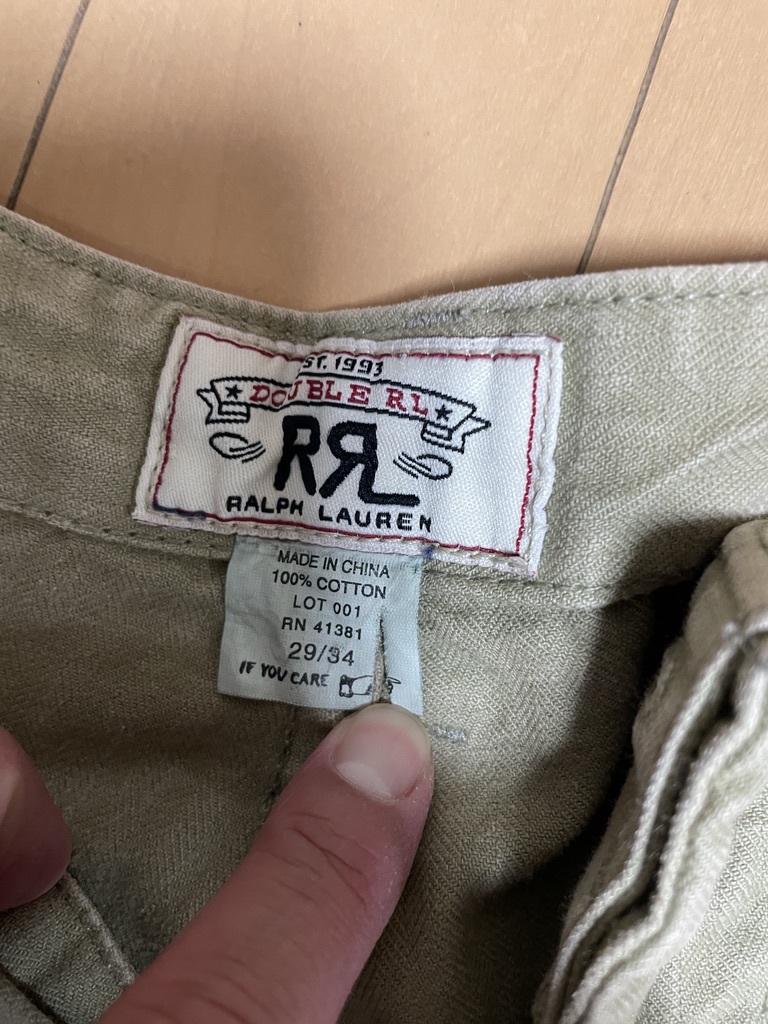 EST. 1993
★ DOUBLE RL ★
RRL
RALPH LAUREN
MADE IN CHINA
100% COTTON
LOT 001
RN 41381
29/34
IF YOU CARE